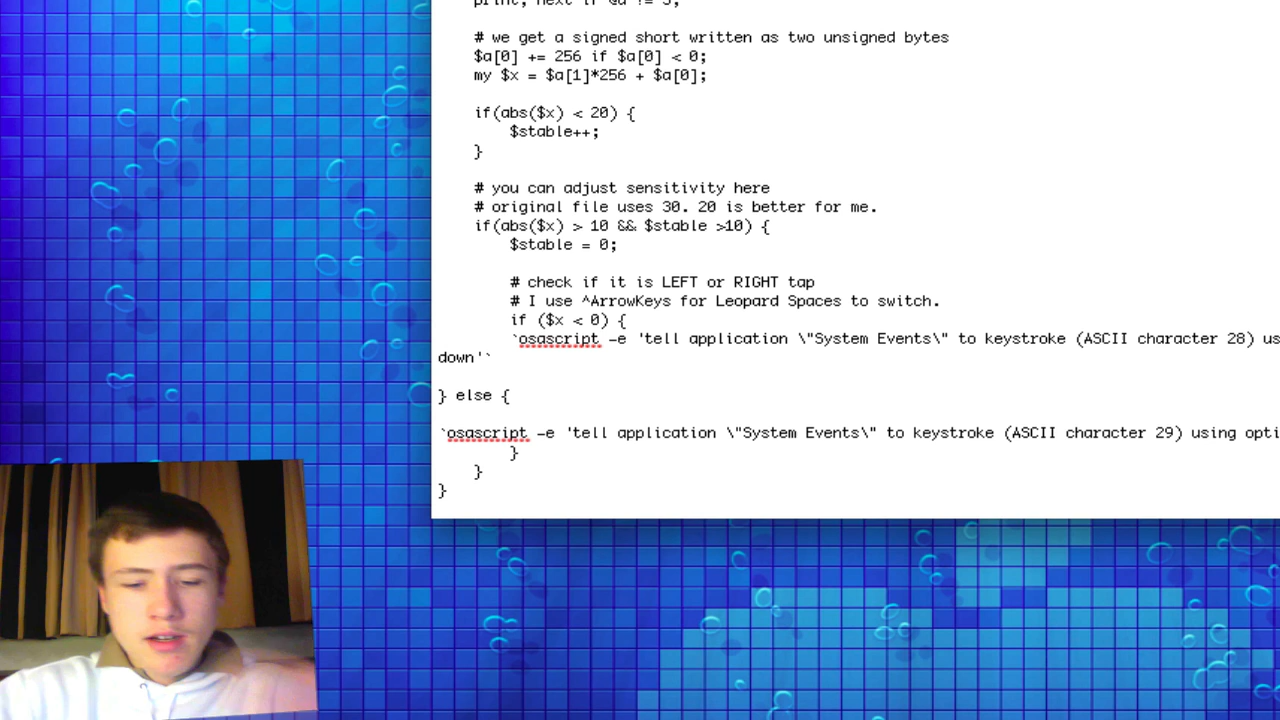 # we get a signed short written as two unsigned bytes
$a[0] += 256 if $a[0] < 0;
my $x = $a[1]*256 + $a[0];
if(abs($x) < 20) {
$stable++;
}
# you can adjust sensitivity here
# original file uses 30. 20 is better for me.
if(abs($x) > 10 && $stable >10) {
$stable = 0;
# check if it is LEFT or RIGHT tap
# I use ^ArrowKeys for Leopard Spaces to switch.
if ($x < 0) {
`osascript -e 'tell application \"System Events\" to keystroke (ASCII character 28) us
down'`
} else {
`osascript -e 'tell application \"System Events\" to keystroke (ASCII character 29) using opti
}
}
}